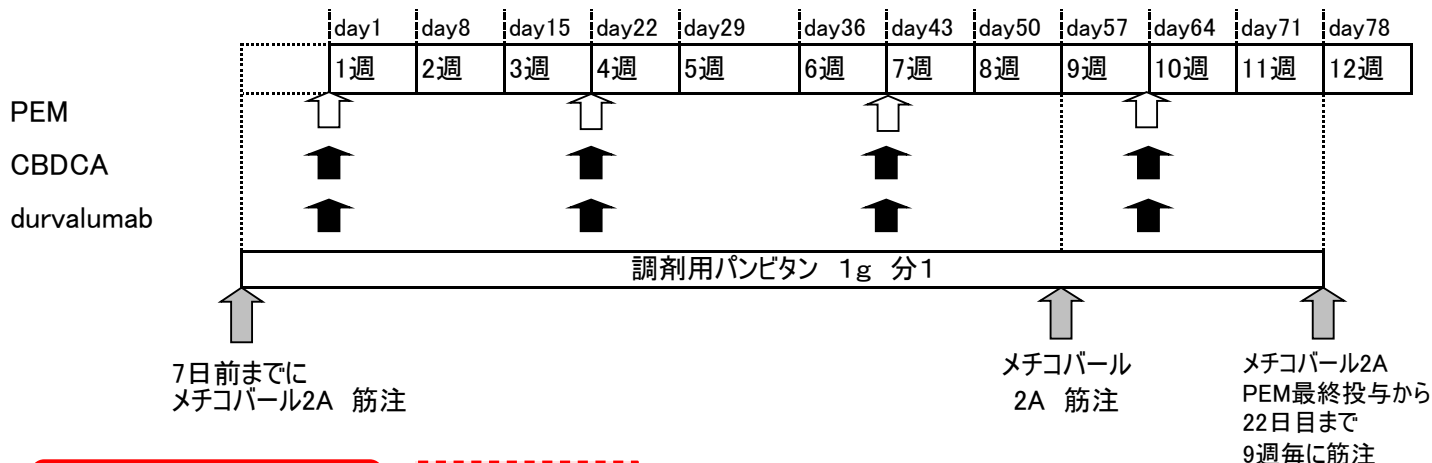 day1 day8 day15 day22 day29 day36 day43 day50 day57 day64 day71 day78
1週 2週 3週 4週 5週 6週 7週 8週 9週 10週 11週 12週
PEM
CBDCA
durvalumab
調剤用パンビタン 1g 分1
7日前までに
メチコバール2A 筋注
メチコバール
2A 筋注
メチコバール2A
PEM最終投与から
22日目まで
9週毎に筋注